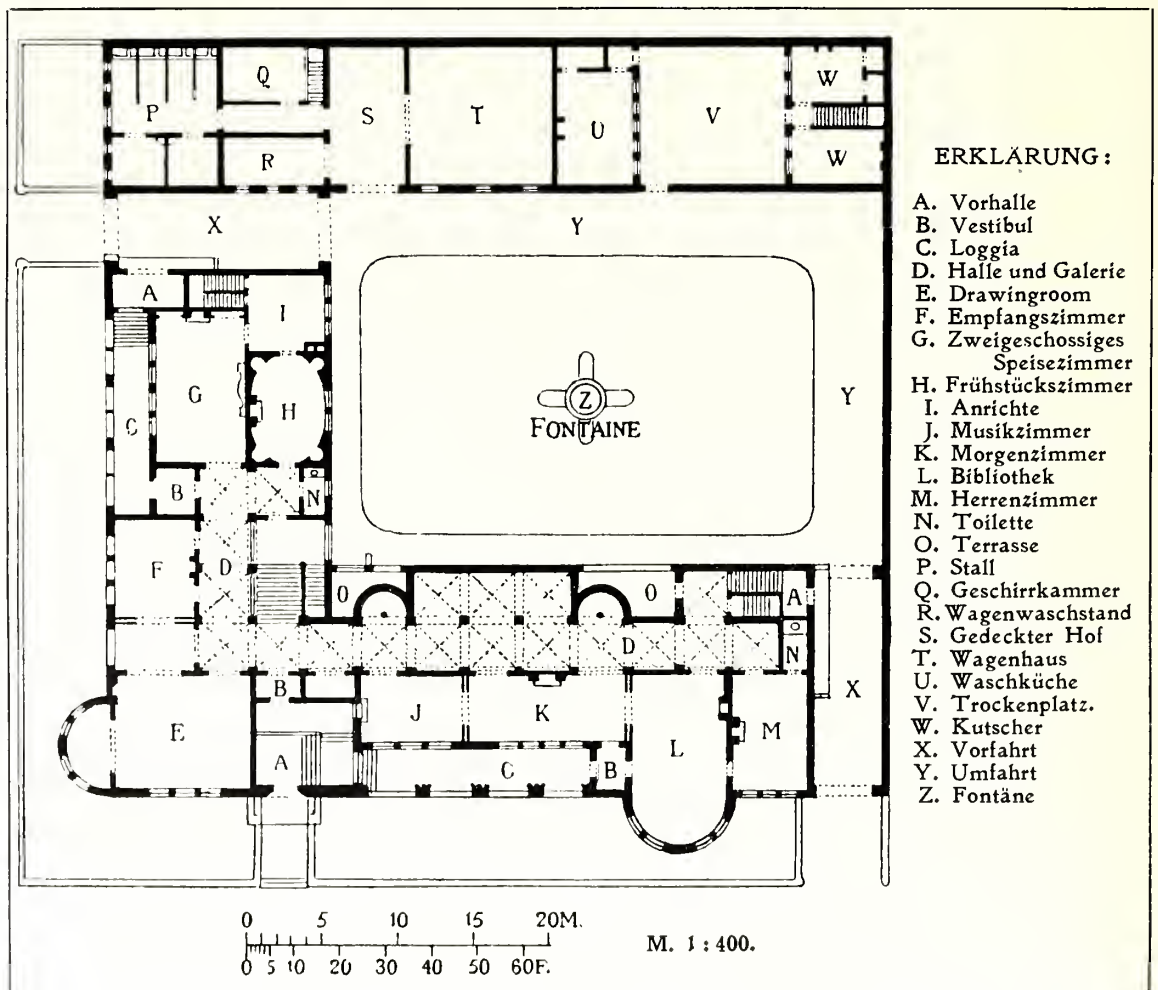 Q
W
P
S
T
U
V
R
W
X
Y
A
I
G
H
Z
FONTAINE
Y
C
B
N
F
D
O
O
A
D
N
B
J
K
X
E
L
M
A
C
B
ERKLÄRUNG:
A. Vorhalle
B. Vestibul
C. Loggia
D. Halle und Galerie
E. Drawingroom
F. Empfangszimmer
G. Zweigeschossiges
Speisezimmer
H. Frühstückszimmer
I. Anrichte
J. Musikzimmer
K. Morgenzimmer
L. Bibliothek
M. Herrenzimmer
N. Toilette
O. Terrasse
P. Stall
Q. Geschirrkammer
R. Wagenwaschstand
S. Gedeckter Hof
T. Wagenhaus
U. Waschküche
V. Trockenplatz.
W. Kutscher
X. Vorfahrt
Y. Umfahrt
Z. Fontäne
0 5 10 15 20M.
0 5 10 20 30 40 50 60F.
M. 1 : 400.